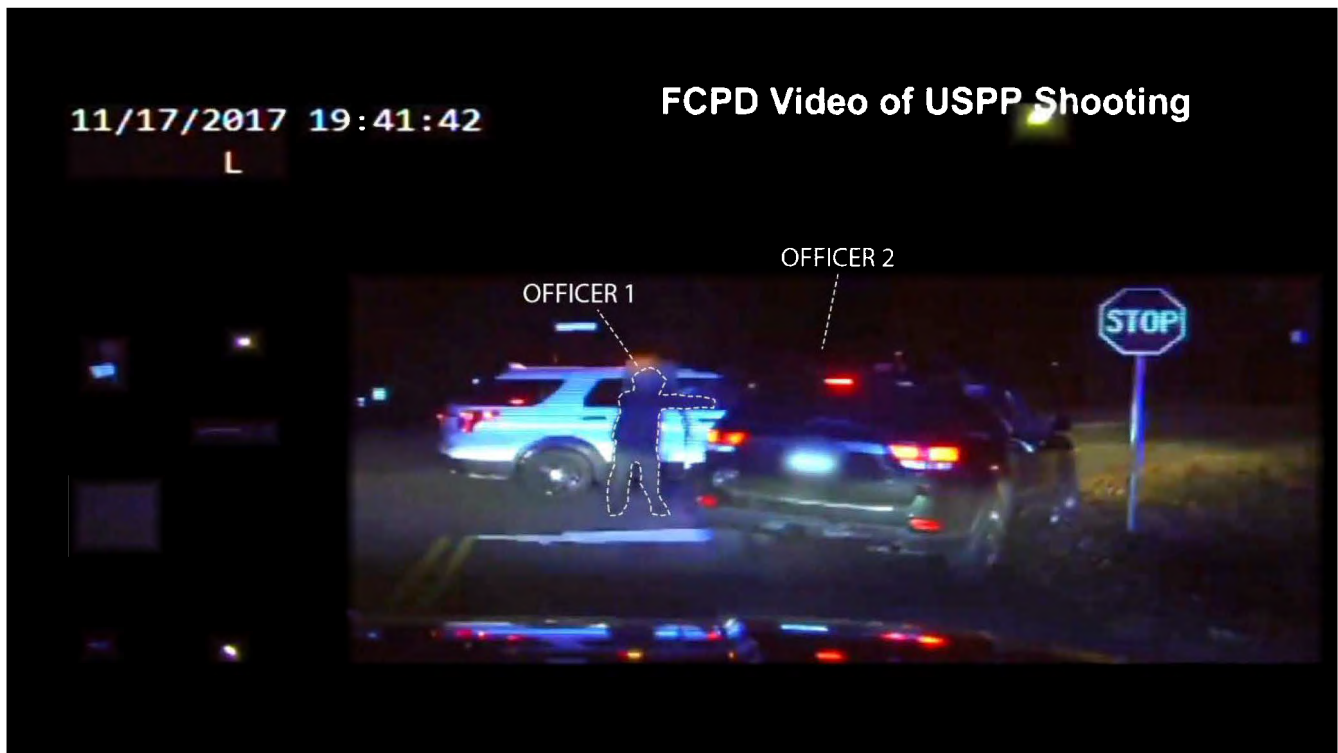 FCPD Video of USPP Shooting
11/17/2017 19:41:42
L
OFFICER 2
OFFICER 1
STOP